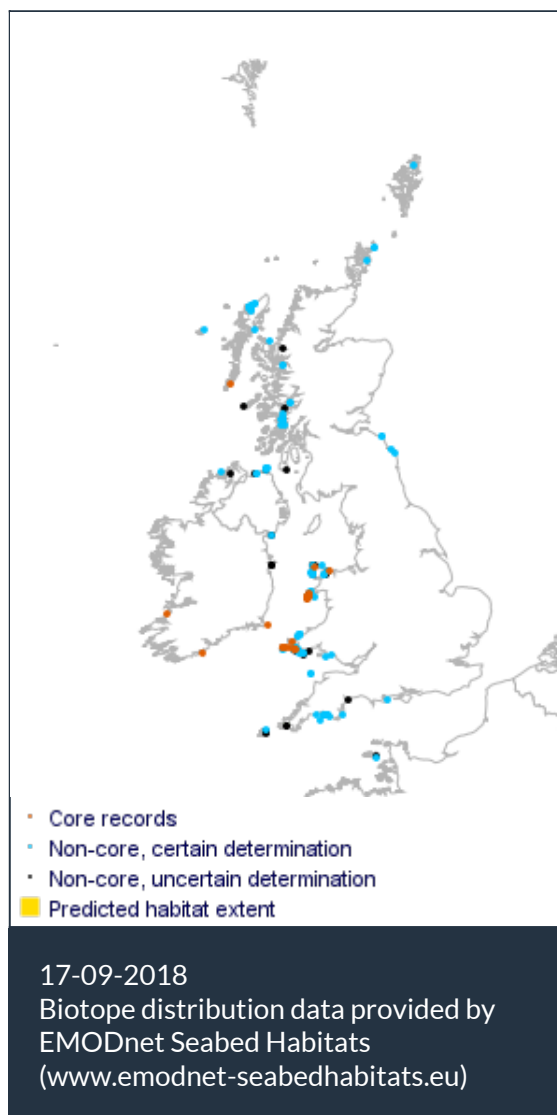 Core records
Non-core, certain determination
Non-core, uncertain determination
Predicted habitat extent
17-09-2018
Biotope distribution data provided by
EMODnet Seabed Habitats
(www.emodnet-seabedhabitats.eu)